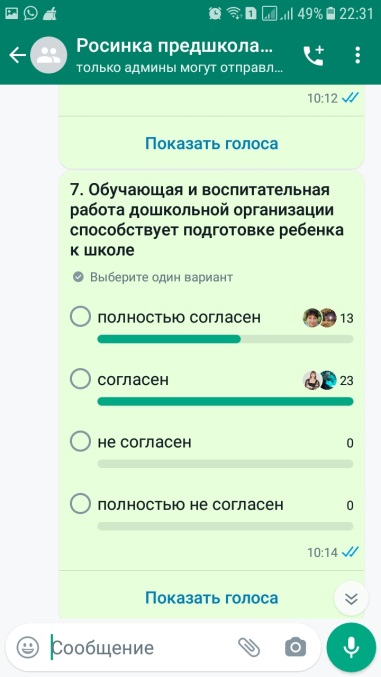 49% 22:31
Росинка предшкола...
только админы могут отправл...
10:12
Показать голоса
7. Обучающая и воспитательная
работа дошкольной организации
способствует подготовке ребенка
к школе
Выберите один вариант
полностью согласен 13
согласен 23
не согласен 0
полностью не согласен 0
10:14
Показать голоса
Сообщение